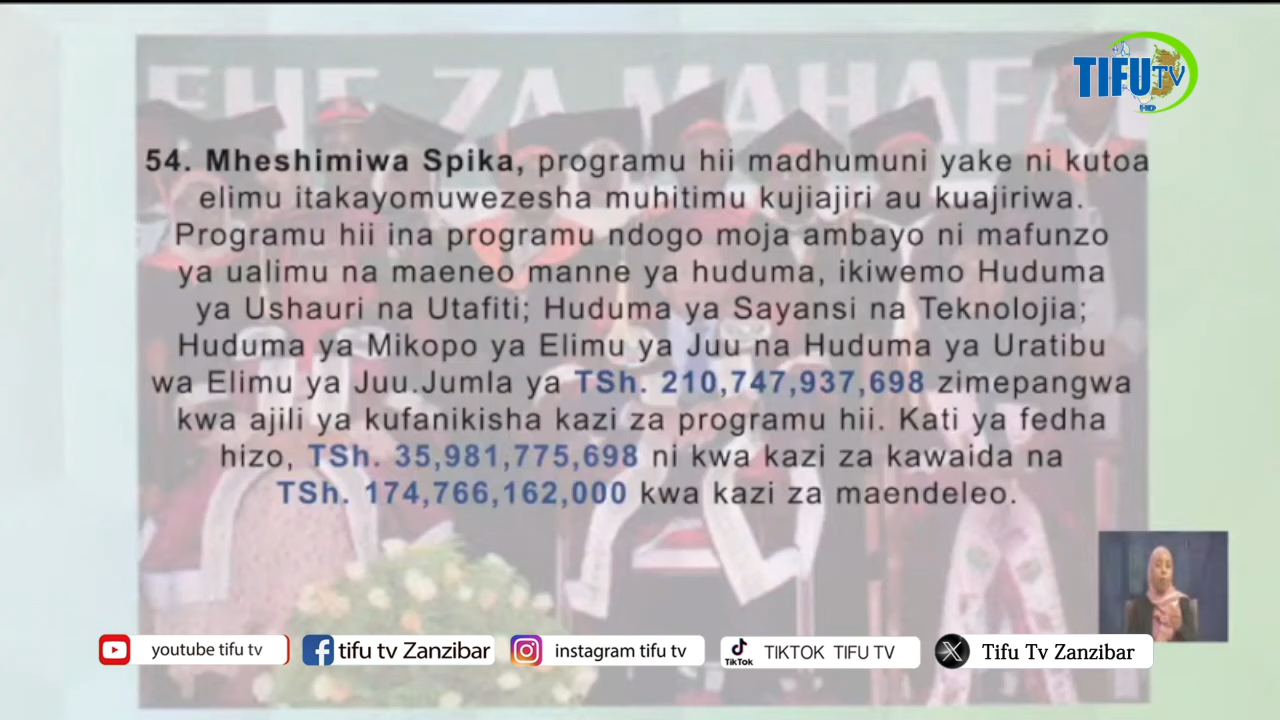 EHE ZA MAHAFA
TIFU TV
HD
54. Mheshimiwa Spika, programu hii madhumuni yake ni kutoa
elimu itakayomuwezesha muhitimu kujiajiri au kuajiriwa.
Programu hii ina programu ndogo moja ambayo ni mafunzo
ya ualimu na maeneo manne ya huduma, ikiwemo Huduma
ya Ushauri na Utafiti; Huduma ya Sayansi na Teknolojia;
Huduma ya Mikopo ya Elimu ya Juu na Huduma ya Uratibu
wa Elimu ya Juu.Jumla ya TSh. 210,747,937,698 zimepangwa
kwa ajili ya kufanikisha kazi za programu hii. Kati ya fedha
hizo, TSh. 35,981,775,698 ni kwa kazi za kawaida na
TSh. 174,766,162,000 kwa kazi za maendeleo.
youtube tifu tv
tifu tv Zanzibar
instagram tifu tv
TikTok
TIKTOK TIFU TV
Tifu Tv Zanzibar